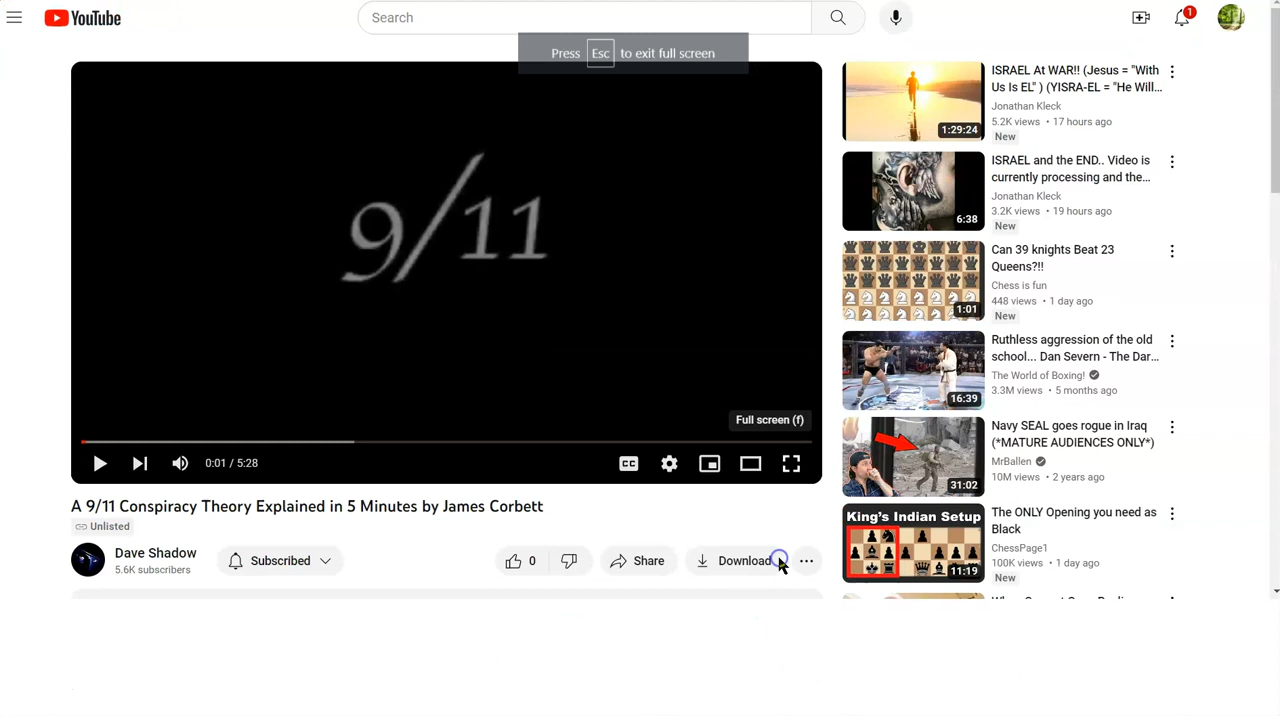 YouTube
Search
1
Press Esc to exit full screen
9/11
Full screen (f)
CC
0:01 / 5:28
A 9/11 Conspiracy Theory Explained in 5 Minutes by James Corbett
Unlisted
Dave Shadow
5.6K subscribers
Subscribed
0
Share
Download
1:29:24
ISRAEL At WAR!! (Jesus = "With
Us Is EL" ) (YISRA-EL = "He Will...
Jonathan Kleck
5.2K views • 17 hours ago
New
6:38
ISRAEL and the END.. Video is
currently processing and the...
Jonathan Kleck
3.2K views • 19 hours ago
New
1:01
Can 39 knights Beat 23
Queens?!!
Chess is fun
448 views • 1 day ago
New
16:39
Ruthless aggression of the old
school... Dan Severn - The Dar...
The World of Boxing!
3.3M views • 5 months ago
31:02
Navy SEAL goes rogue in Iraq
(*MATURE AUDIENCES ONLY*)
MrBallen
10M views • 2 years ago
King's Indian Setup
11:19
The ONLY Opening you need as
Black
ChessPage1
100K views • 1 day ago
New